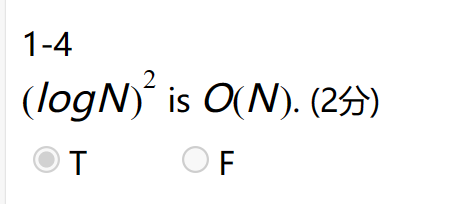 1-4
(logN)² is O(N). (2分)
T F